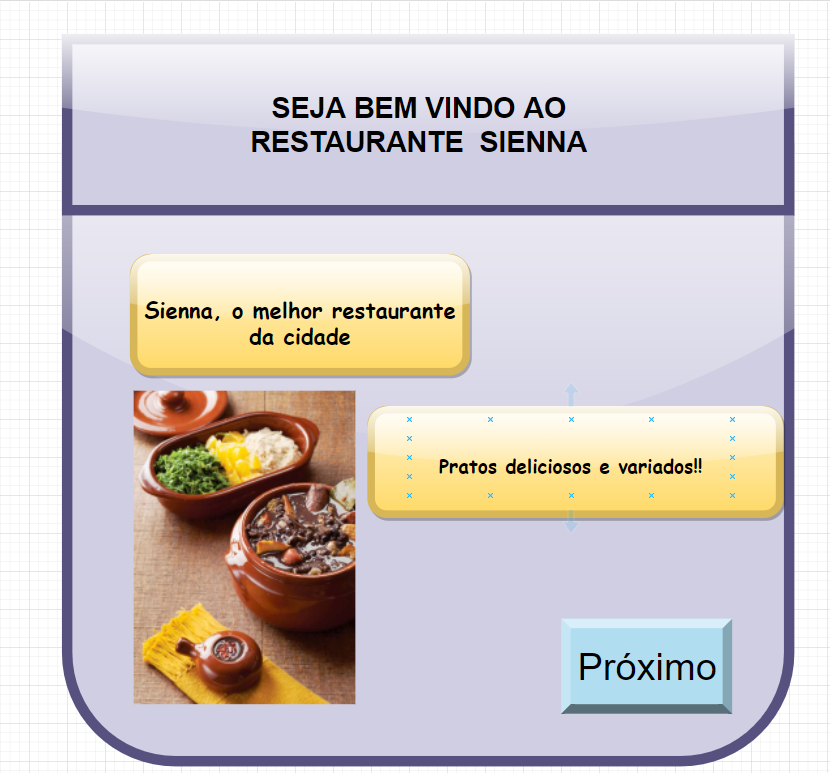 SEJA BEM VINDO AO
RESTAURANTE SIENNA
Sienna, o melhor restaurante
da cidade
Pratos deliciosos e variados!!
Próximo